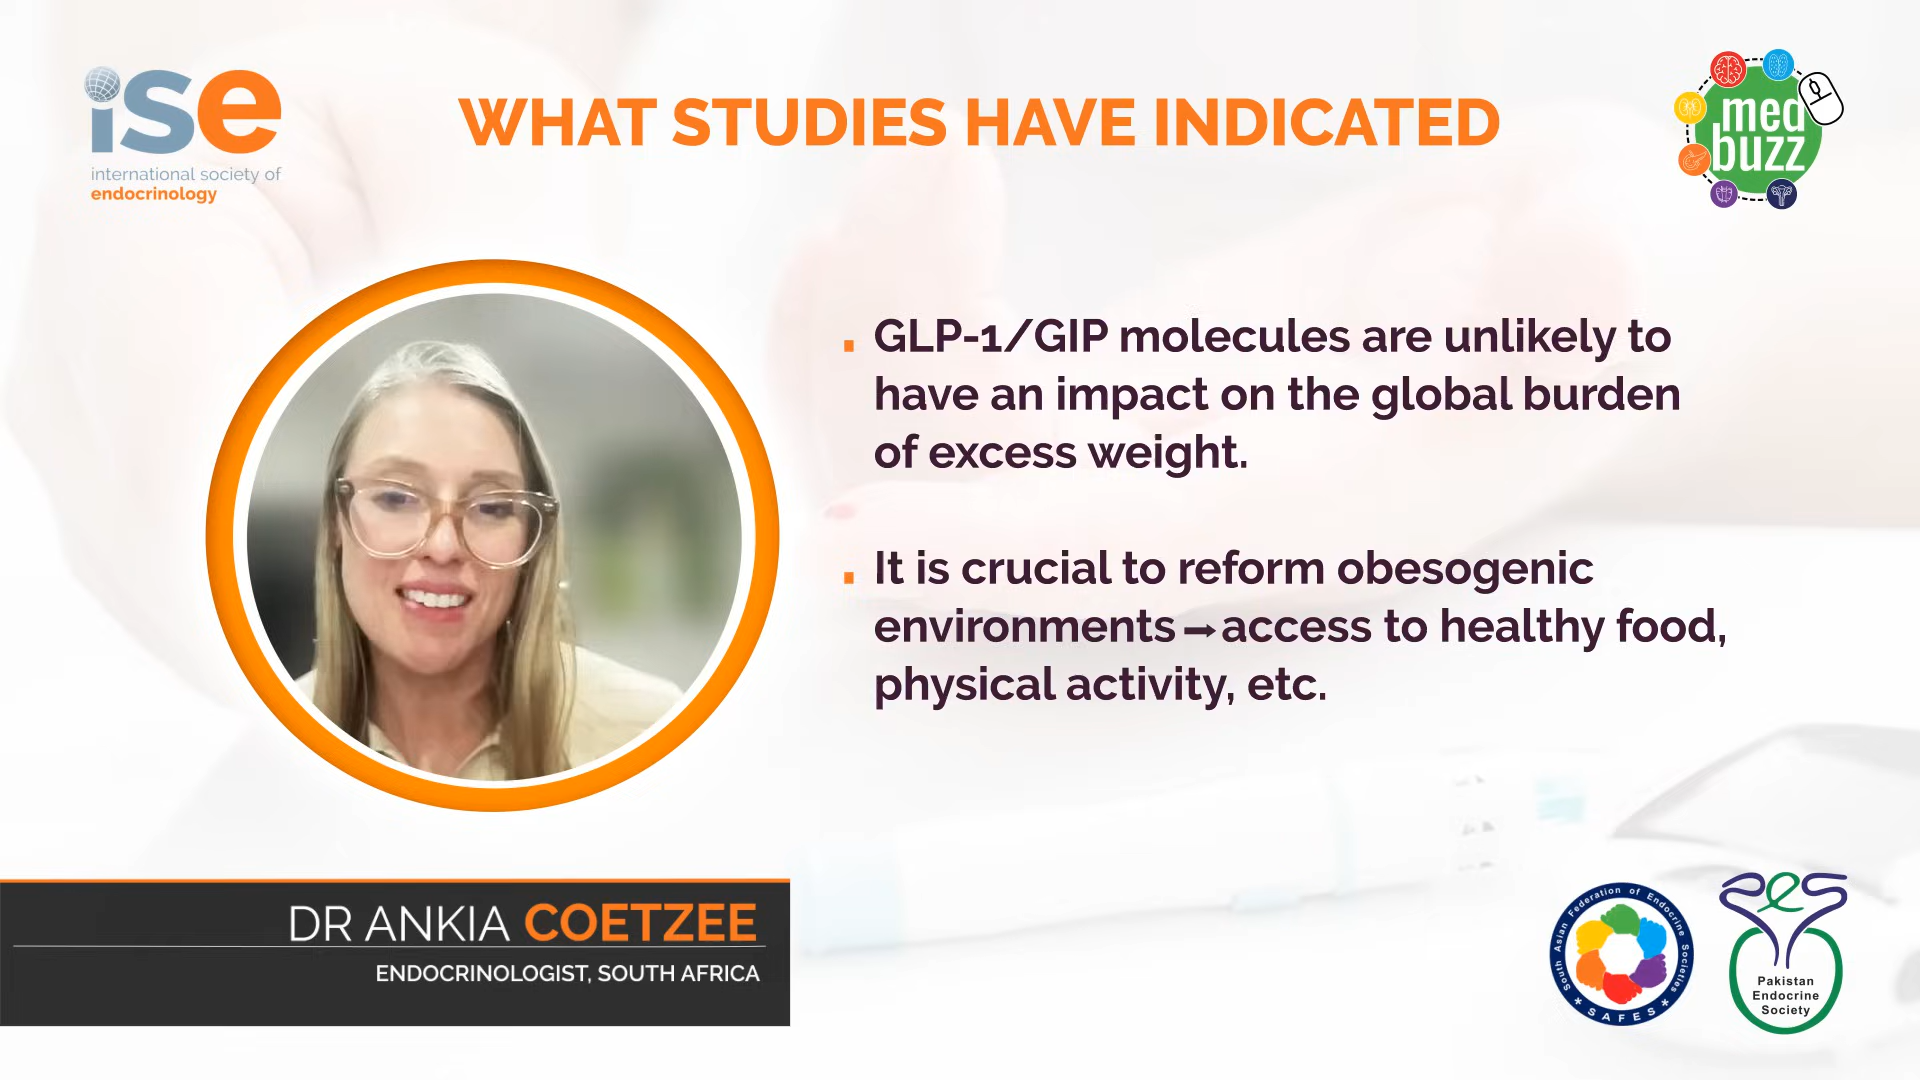 ise
international society of
endocrinology
WHAT STUDIES HAVE INDICATED
med
buzz
GLP-1/GIP molecules are unlikely to
have an impact on the global burden
of excess weight.
It is crucial to reform obesogenic
environments ➞ access to healthy food,
physical activity, etc.
DR ANKIA COETZEE
ENDOCRINOLOGIST, SOUTH AFRICA
South Asian Federation of Endocrine Societies
* SAFES *
PES
Pakistan
Endocrine
Society